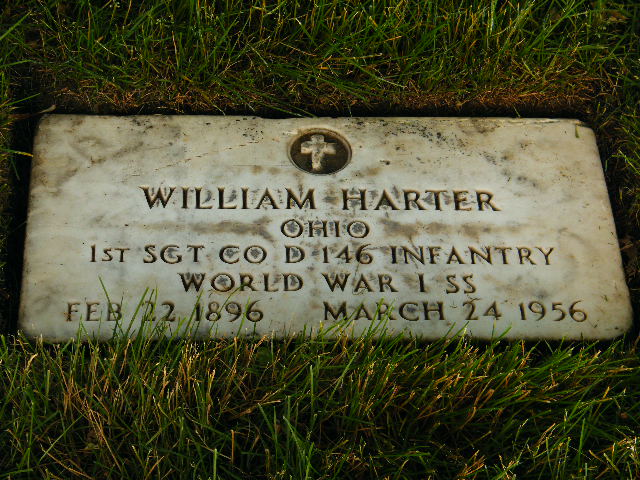 WILLIAM HARTER
OHIO
1ST SGT CO D 146 INFANTRY
WORLD WAR I SS
FEB 22 1896 MARCH 24 1956